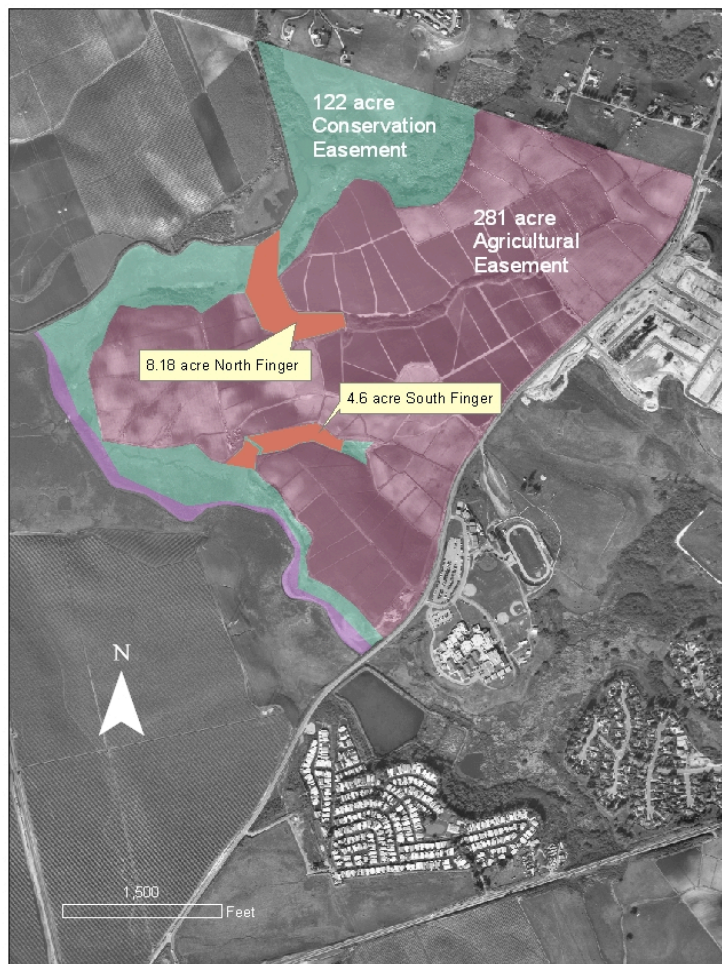 122 acre
Conservation
Easement
281 acre
Agricultural
Easement
8.18 acre North Finger
4.6 acre South Finger
N
1,500
Feet